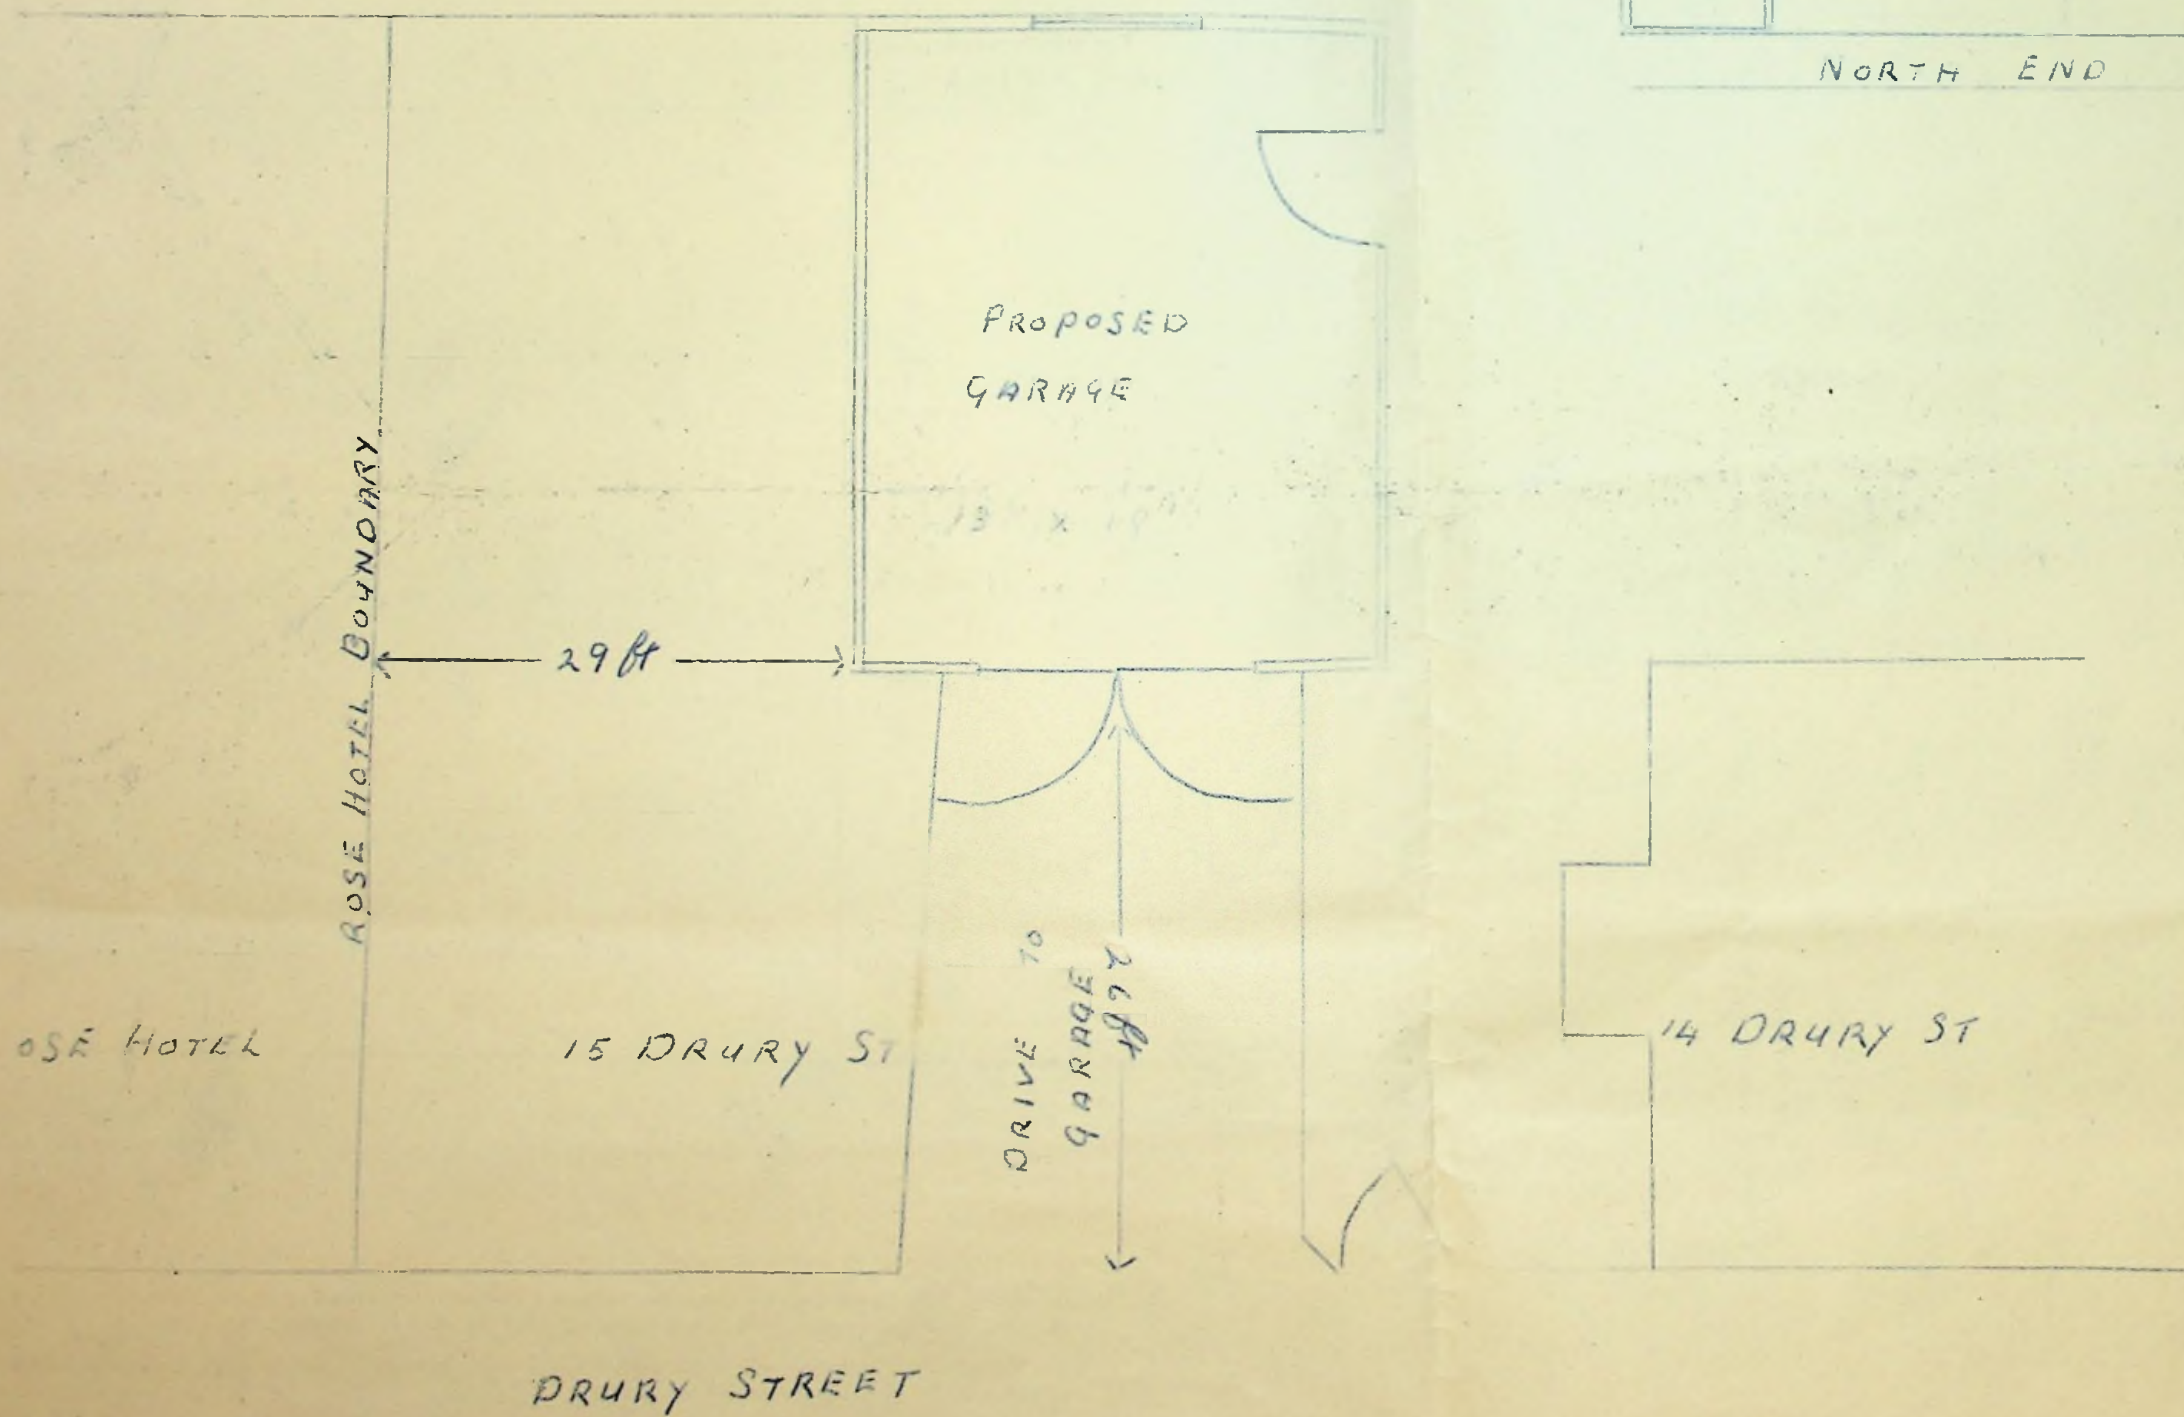 NORTH END
PROPOSED
GARAGE
ROSE HOTEL BOUNDARY
29 ft
DRIVE TO
GARAGE
26 ft
OSE HOTEL
15 DRURY ST
14 DRURY ST
DRURY STREET